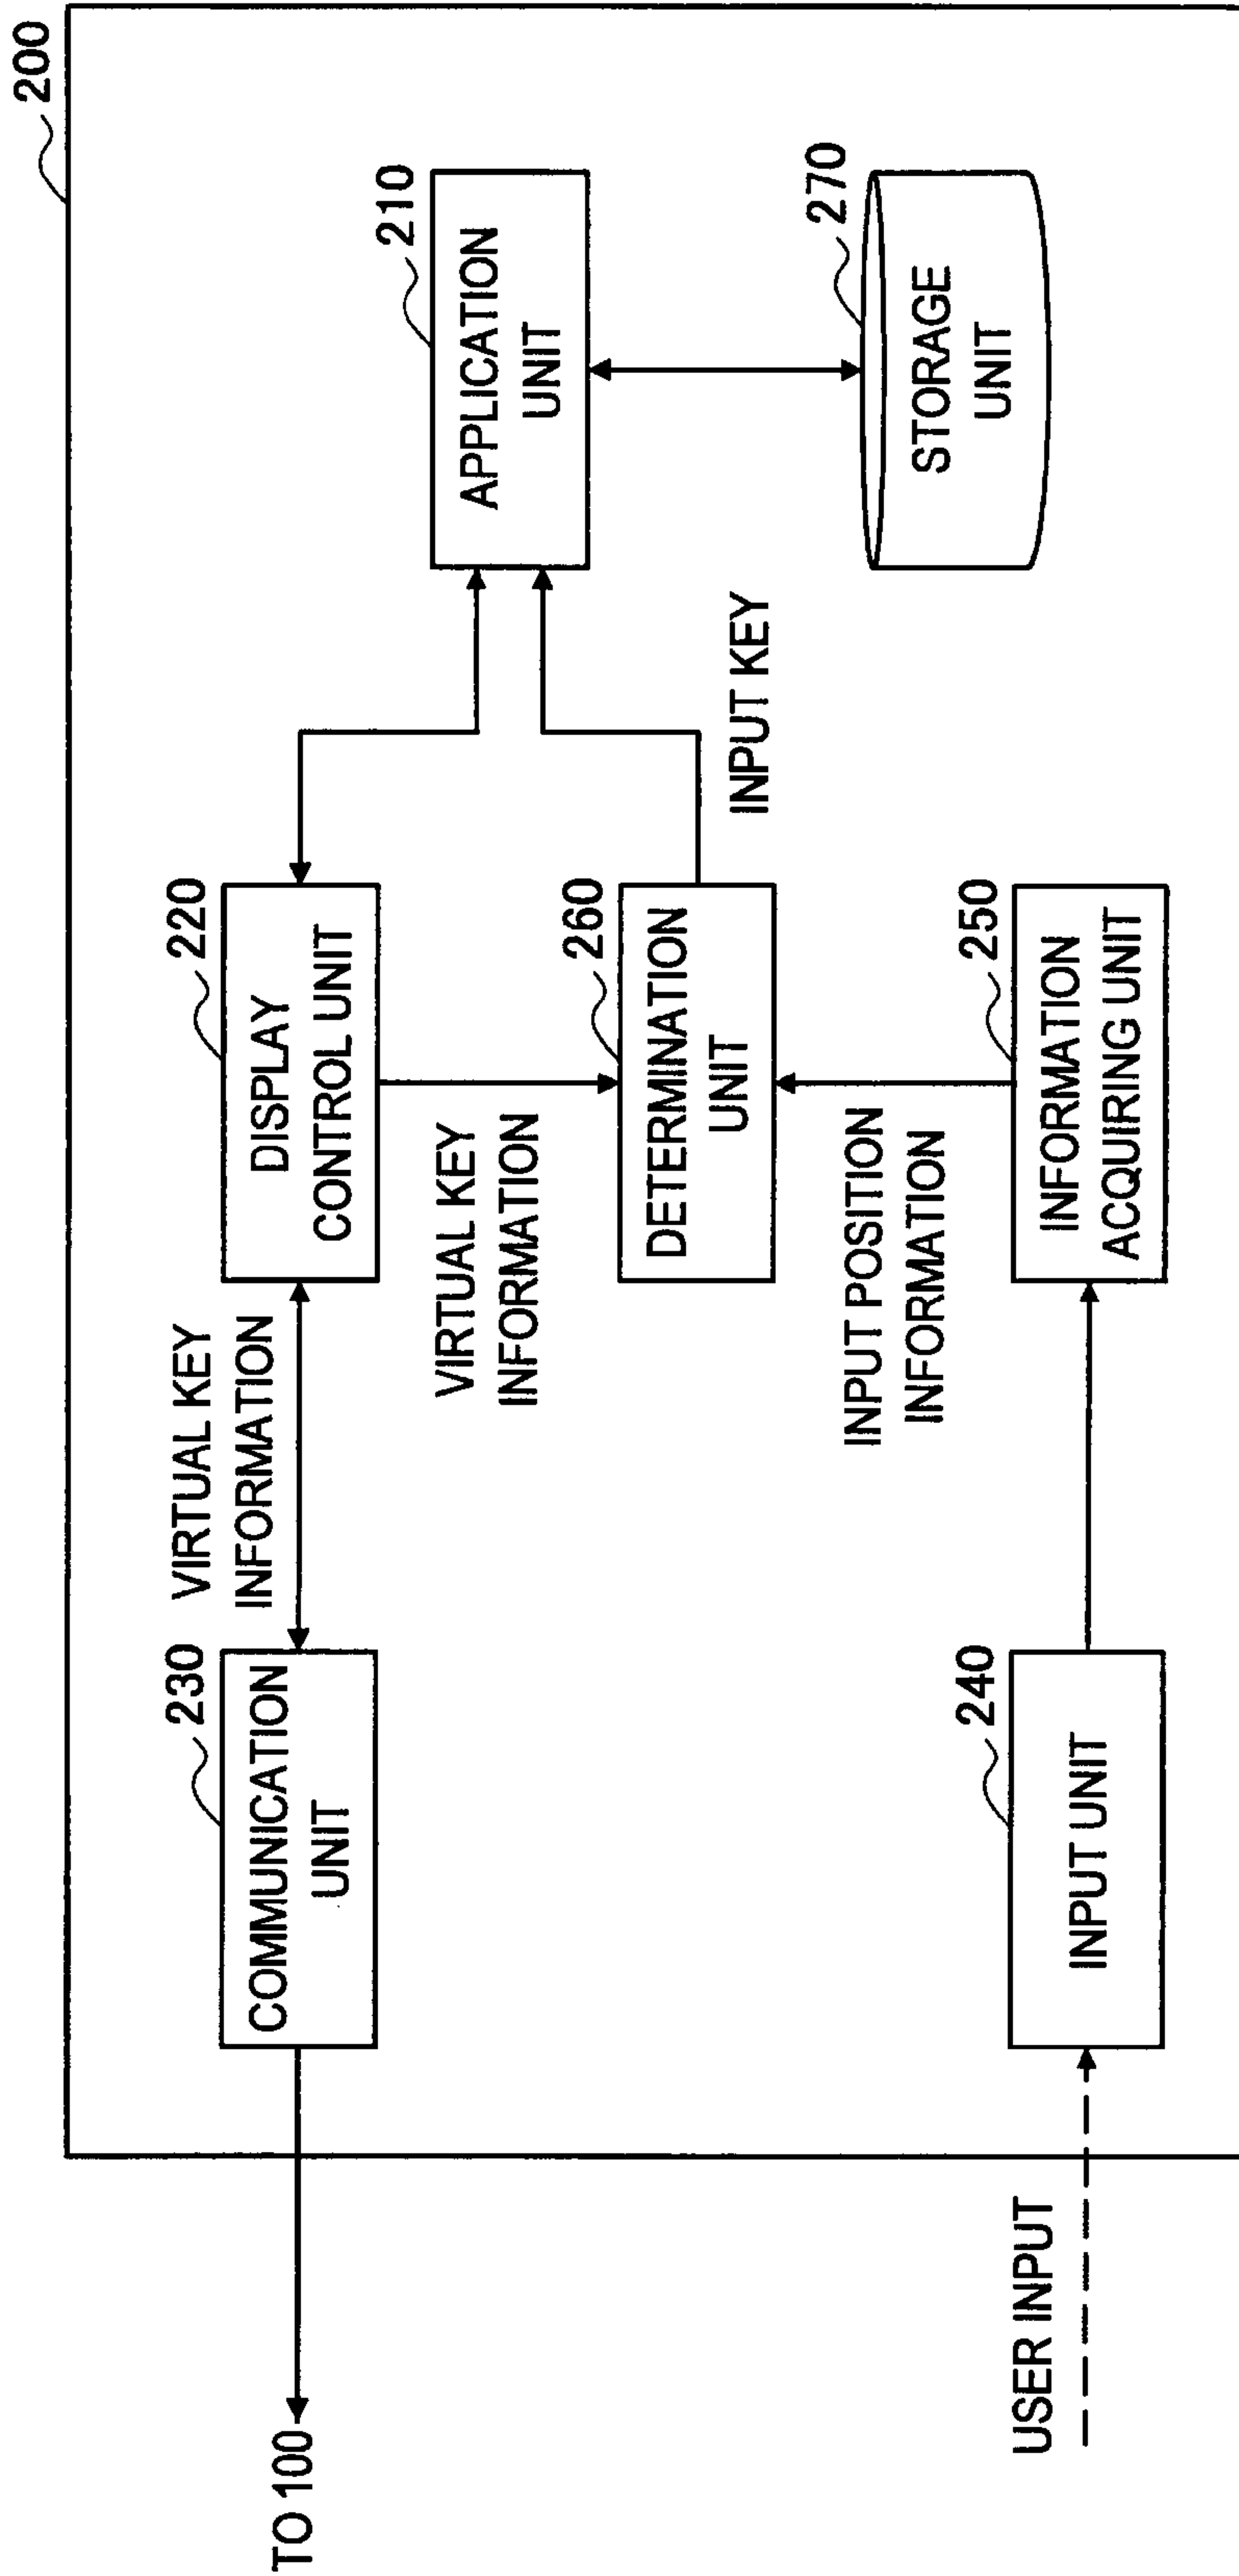 200
TO 100
230
COMMUNICATION
UNIT
VIRTUAL KEY
INFORMATION
220
DISPLAY
CONTROL UNIT
210
APPLICATION
UNIT
VIRTUAL KEY
INFORMATION
260
DETERMINATION
UNIT
INPUT KEY
270
STORAGE
UNIT
INPUT POSITION
INFORMATION
USER INPUT
240
INPUT UNIT
250
INFORMATION
ACQUIRING UNIT